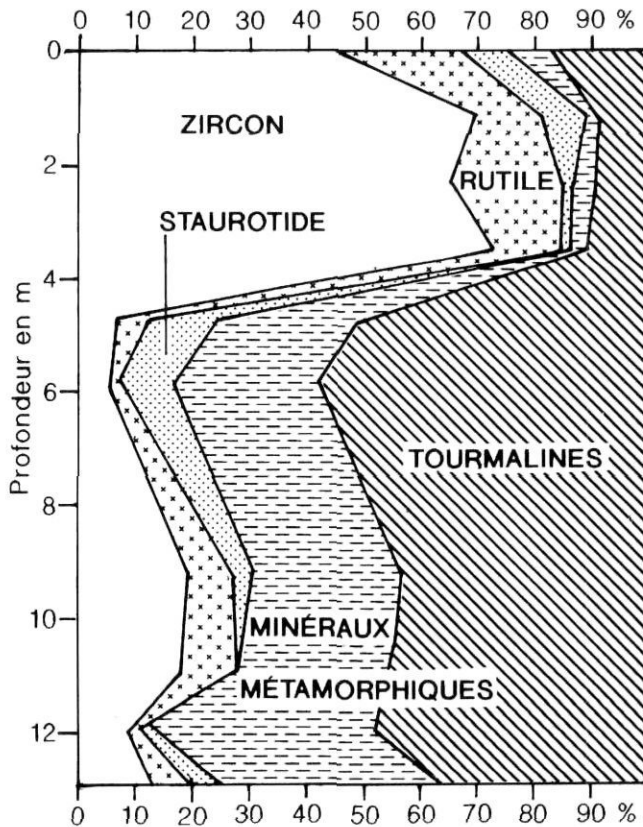 0 10 20 30 40 50 60 70 80 90 %
0
ZIRCON
2
RUTILE
STAUROTIDE
4
6
TOURMALINES
8
10
MINÉRAUX
MÉTAMORPHIQUES
12
Profondeur en m
0 10 20 30 40 50 60 70 80 90 %